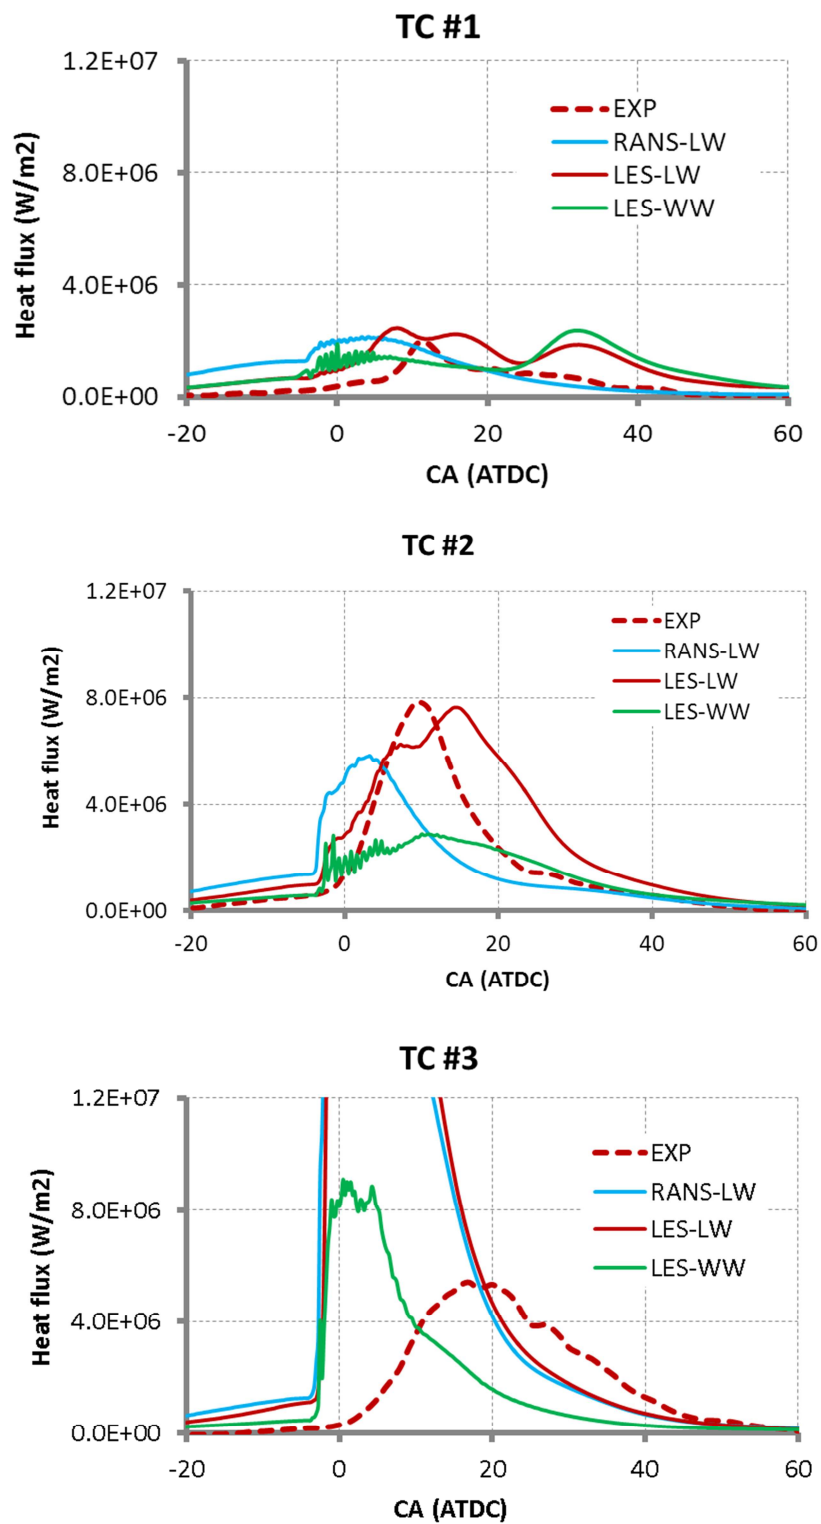 TC #1
1.2E+07
8.0E+06
4.0E+06
0.0E+00
Heat flux (W/m2)
EXP
RANS-LW
LES-LW
LES-WW
-20 0 20 40 60
CA (ATDC)
TC #2
1.2E+07
8.0E+06
4.0E+06
0.0E+00
Heat flux (W/m2)
EXP
RANS-LW
LES-LW
LES-WW
-20 0 20 40 60
CA (ATDC)
TC #3
1.2E+07
8.0E+06
4.0E+06
0.0E+00
Heat flux (W/m2)
EXP
RANS-LW
LES-LW
LES-WW
-20 0 20 40 60
CA (ATDC)